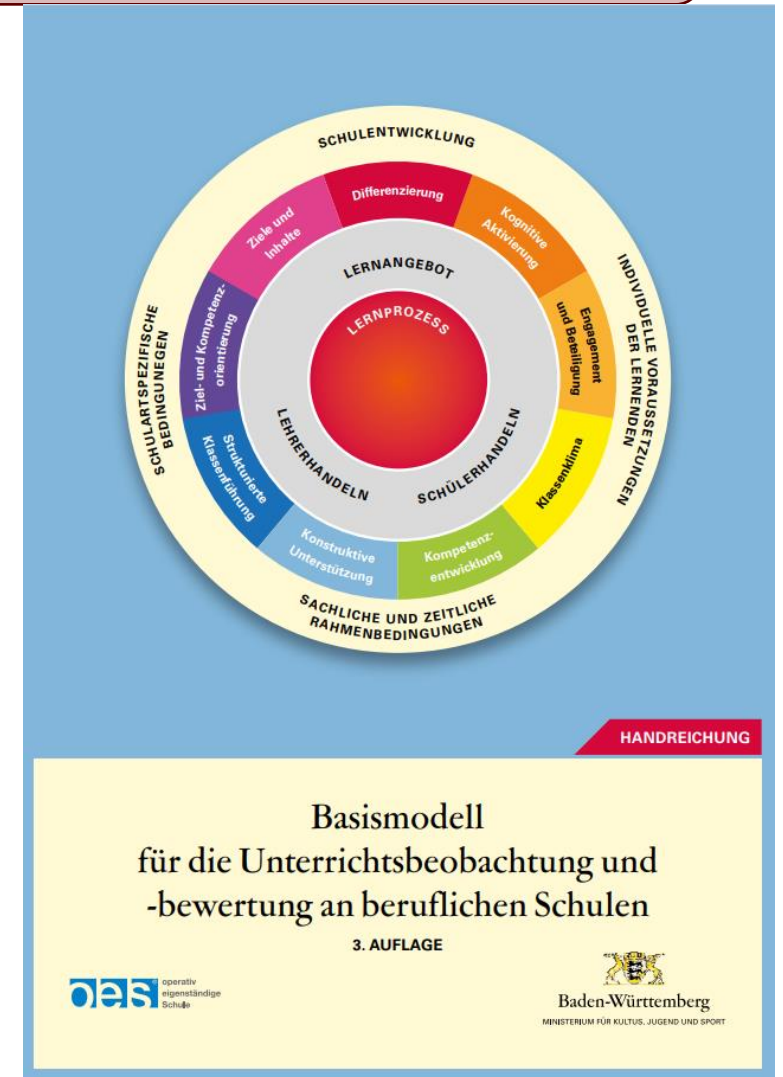 SCHULENTWICKLUNG
Differenzierung
Kognitive
Aktivierung
Engagement
und Beteiligung
Klassenklima
Kompetenz-
entwicklung
Konstruktive
Unterstützung
Strukturierte
Klassenführung
Ziel- und Kompetenz-
orientierung
Ziele und
Inhalte
INDIVIDUELLE VORAUSSETZUNGEN
DER LERNENDEN
SACHLICHE UND ZEITLICHE
RAHMENBEDINGUNGEN
SCHULARTSPEZIFISCHE
BEDINGUNEGEN
LERNANGEBOT
LERNPROZESS
LEHRERHANDELN
SCHÜLERHANDELN
HANDREICHUNG
Basismodell
für die Unterrichtsbeobachtung und
-bewertung an beruflichen Schulen
3. AUFLAGE
oes
operativ
eigenständige
Schule
Baden-Württemberg
MINISTERIUM FÜR KULTUS, JUGEND UND SPORT